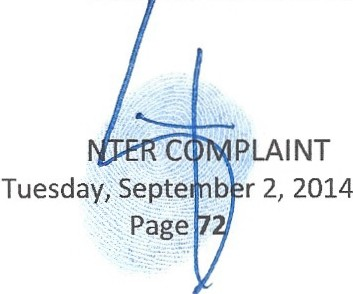 NTER COMPLAINT
Tuesday, September 2, 2014
Page 72